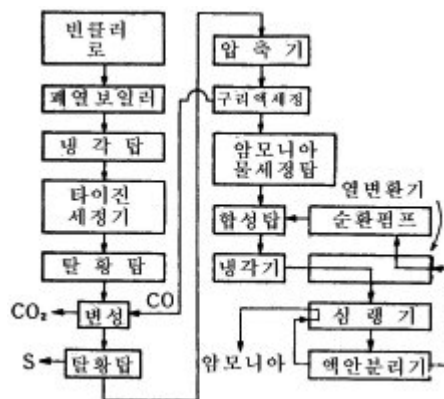 빈클러
로
폐열보일러
냉각탑
타이진
세정기
탈황탑
CO₂
변성
CO
S
탈황탑
압축기
구리액세정
암모니아
물세정탑
합성탑
열변환기
순환펌프
냉각기
심랭기
암모니아
액안분리기